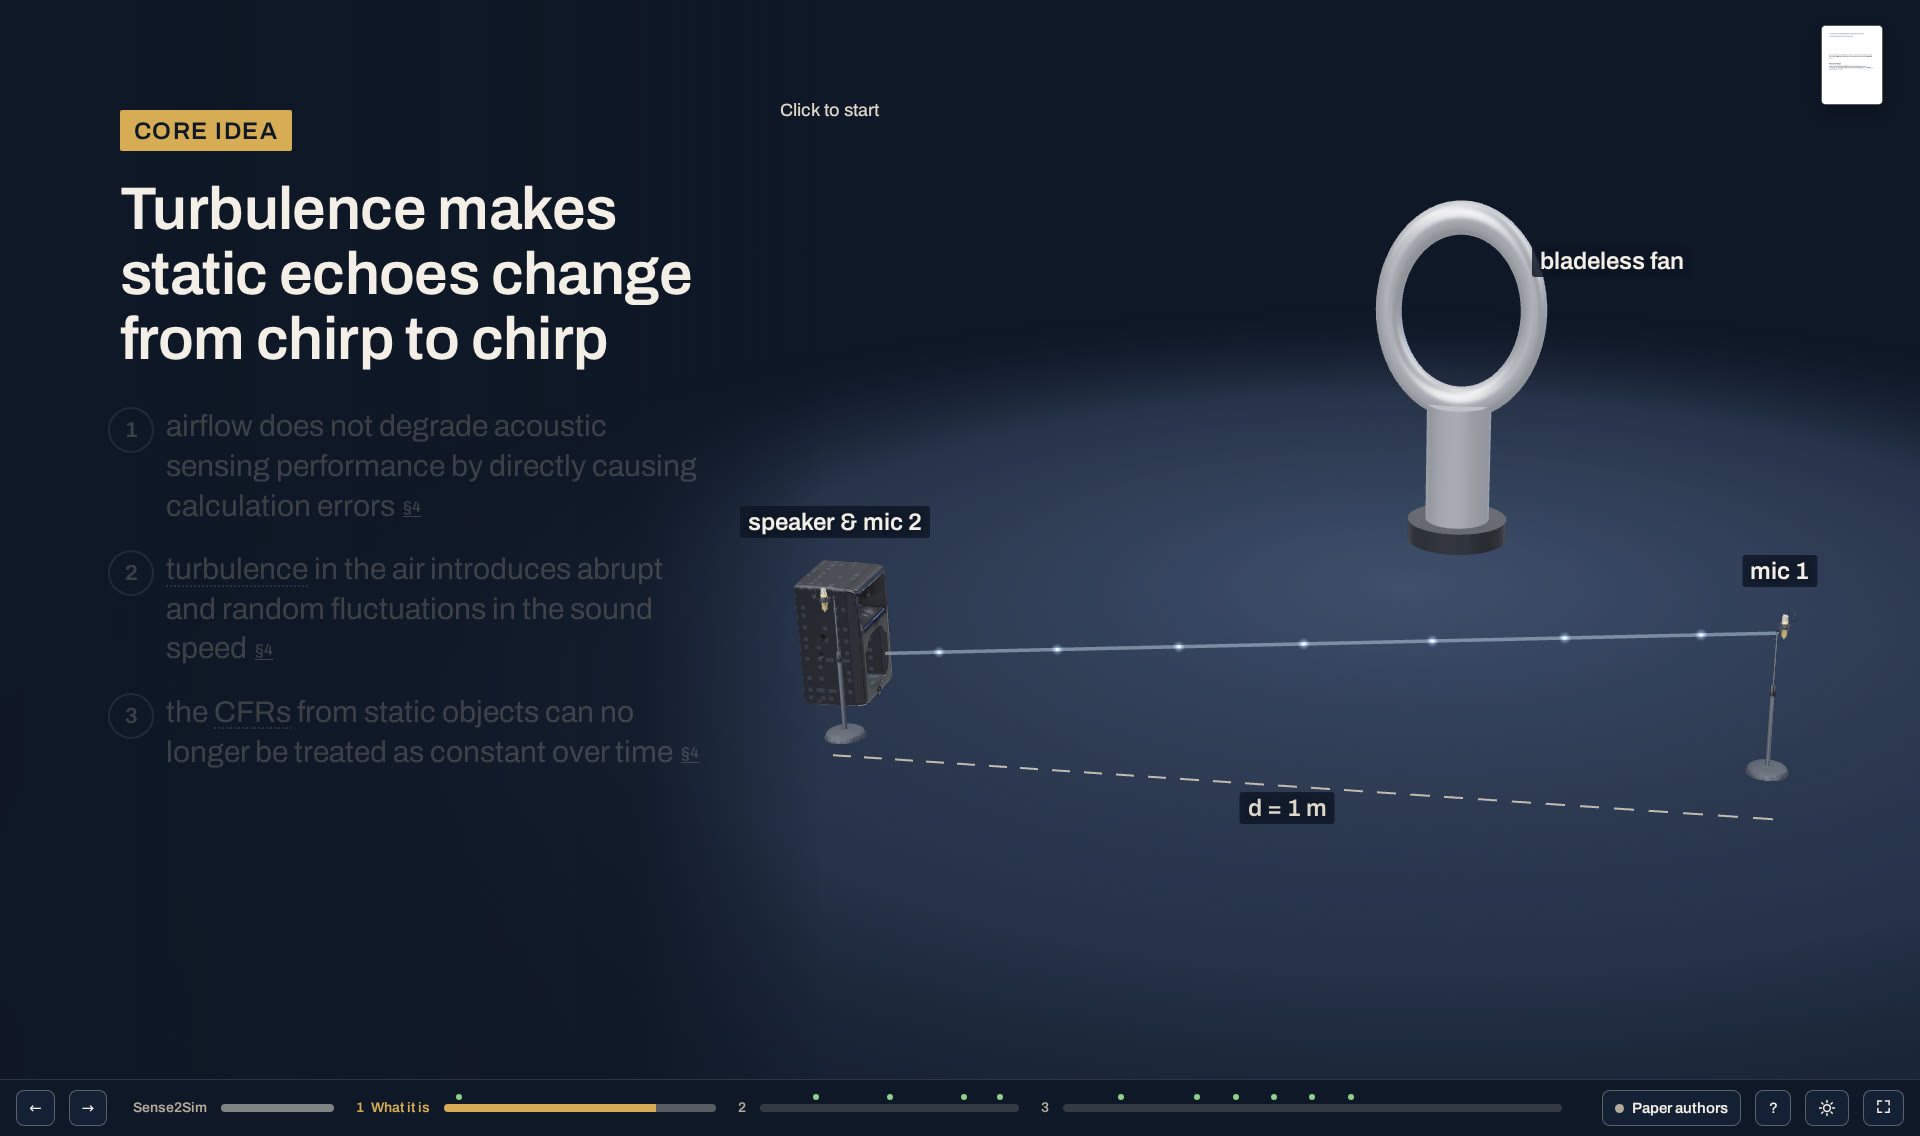 CORE IDEA
Click to start
Turbulence makes
static echoes change
from chirp to chirp
1 airflow does not degrade acoustic
sensing performance by directly causing
calculation errors §4
2 turbulence in the air introduces abrupt
and random fluctuations in the sound
speed §4
3 the CFRs from static objects can no
longer be treated as constant over time §4
bladeless fan
speaker & mic 2
mic 1
d = 1 m
← → Sense2Sim 1 What it is 2 3 Paper authors ?